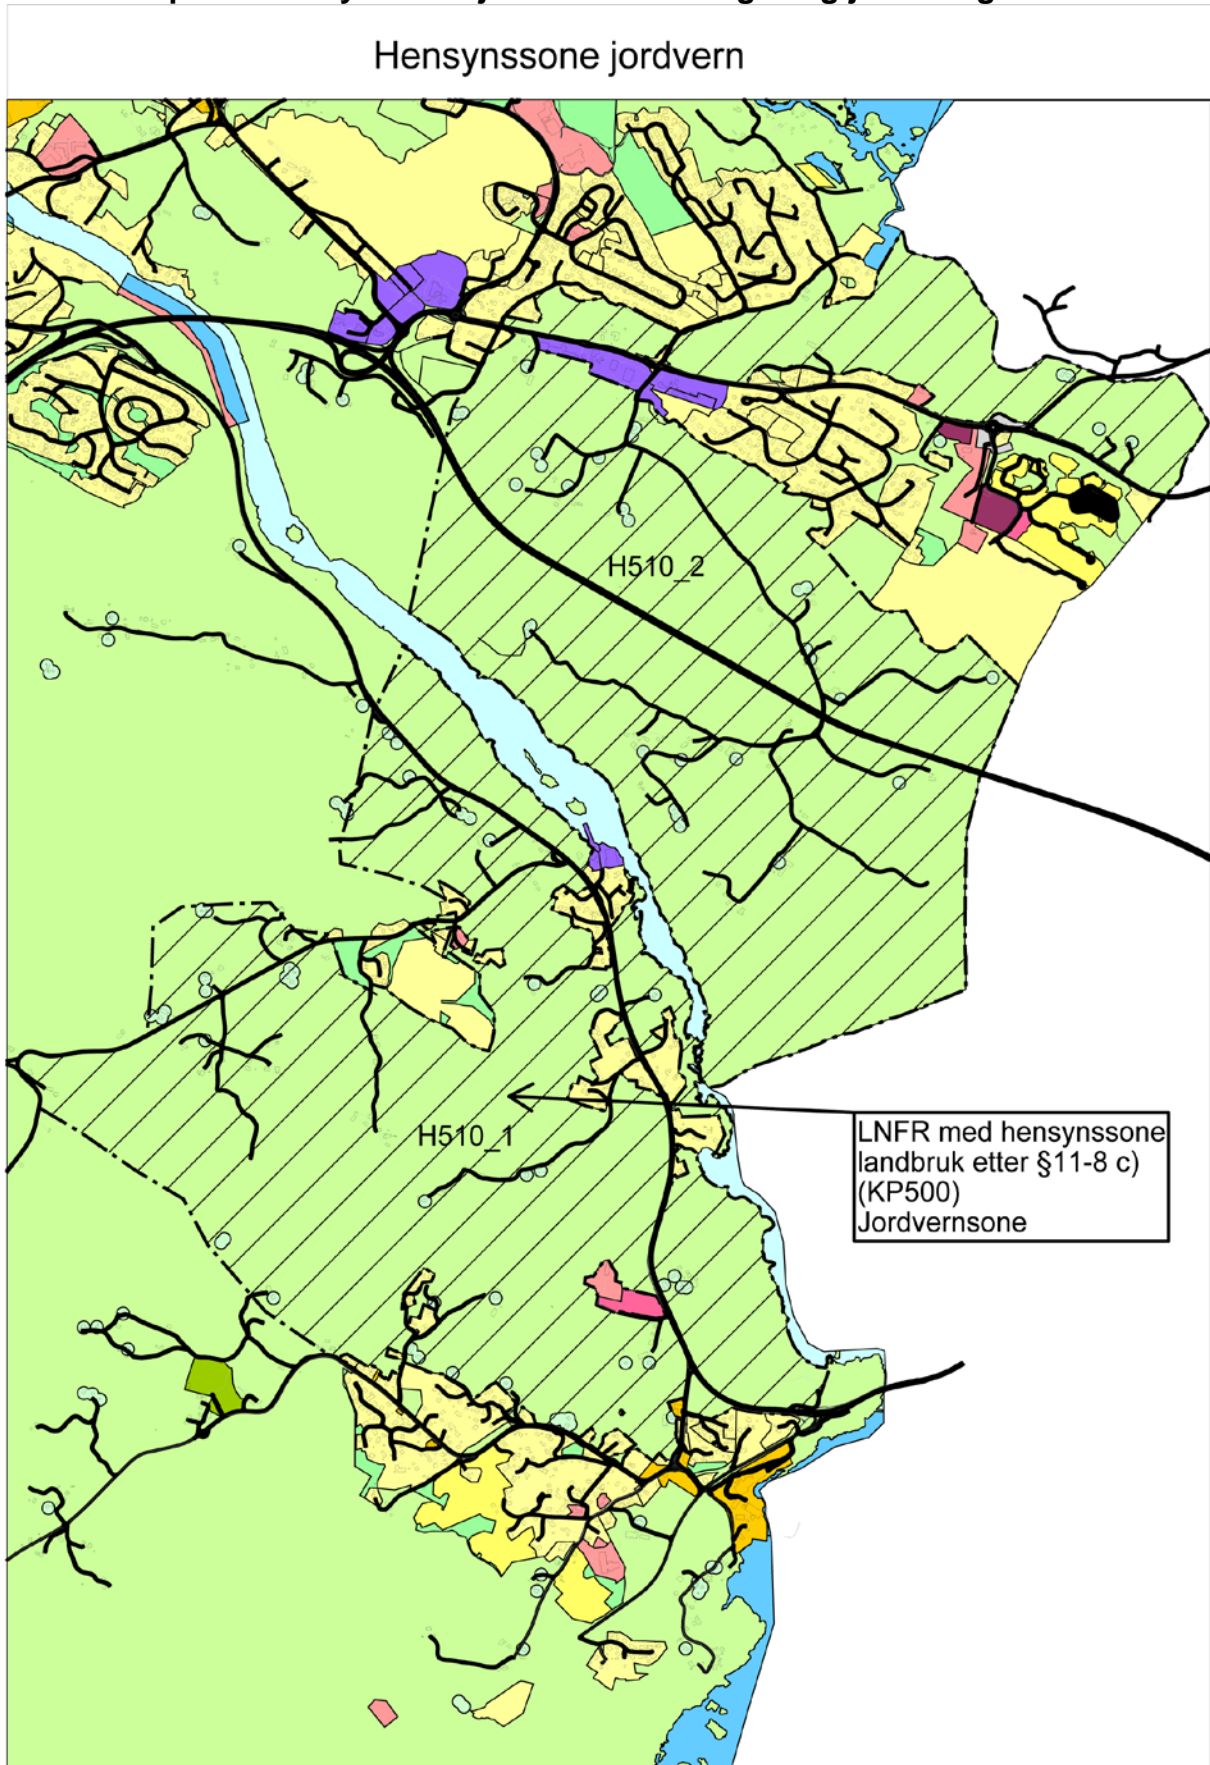 Hensynssone jordvern
H510_2
H510_1
LNFR med hensynssone
landbruk etter §11-8 c)
(KP500)
Jordvernsone